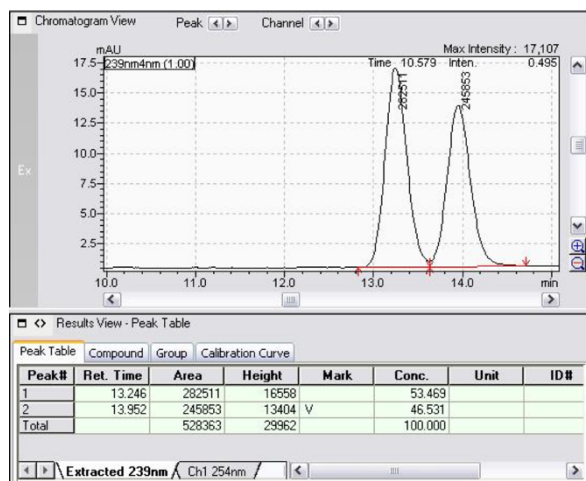 Chromatogram View Peak Channel
mAU
Max Intensity : 17,107
17.5 239nm4nm (1.00) Time 10.579 Inten. 0.495
282511
245853
15.0
12.5
Ex
10.0
7.5
5.0
2.5
10.0 11.0 12.0 13.0 14.0 min
Results View - Peak Table
Peak Table Compound Group Calibration Curve
Peak# Ret. Time Area Height Mark Conc. Unit ID#
1 13.246 282511 16558 53.469
2 13.952 245853 13404 V 46.531
Total 528363 29962 100.000
Extracted 239nm Ch1 254nm